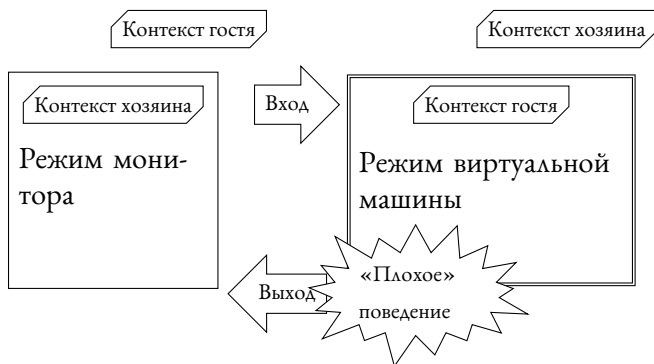 Контекст гостя
Контекст хозяина
Контекст хозяина
Вход
Контекст гостя
Режим мони-
тора
Режим виртуальной
машины
«Плохое»
Выход
поведение